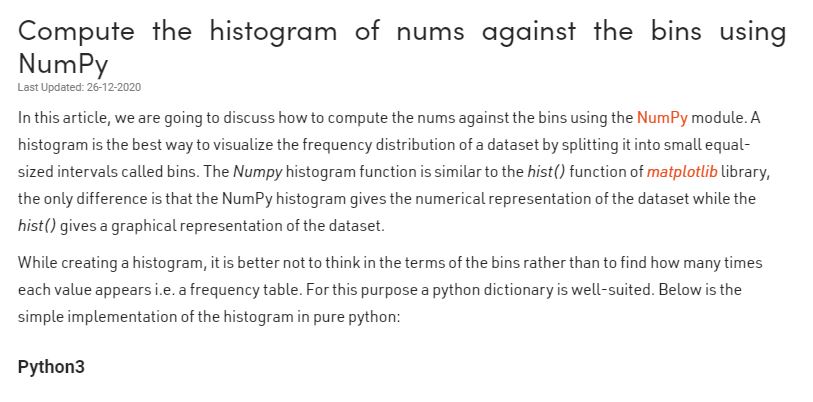 Compute the histogram of nums against the bins using
NumPy
Last Updated: 26-12-2020
In this article, we are going to discuss how to compute the nums against the bins using the NumPy module. A
histogram is the best way to visualize the frequency distribution of a dataset by splitting it into small equal-
sized intervals called bins. The Numpy histogram function is similar to the hist() function of matplotlib library,
the only difference is that the NumPy histogram gives the numerical representation of the dataset while the
hist() gives a graphical representation of the dataset.
While creating a histogram, it is better not to think in the terms of the bins rather than to find how many times
each value appears i.e. a frequency table. For this purpose a python dictionary is well-suited. Below is the
simple implementation of the histogram in pure python:
Python3